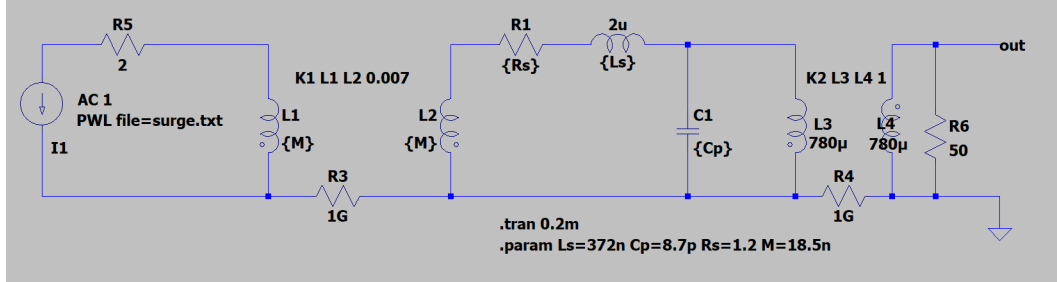 R5
2
AC 1
PWL file=surge.txt
I1
K1 L1 L2 0.007
L1
{M}
R3
1G
L2
{M}
R1
{Rs}
2u
{Ls}
C1
{Cp}
K2 L3 L4 1
L3
780µ
L4
780µ
R4
1G
R6
50
out
.tran 0.2m
.param Ls=372n Cp=8.7p Rs=1.2 M=18.5n